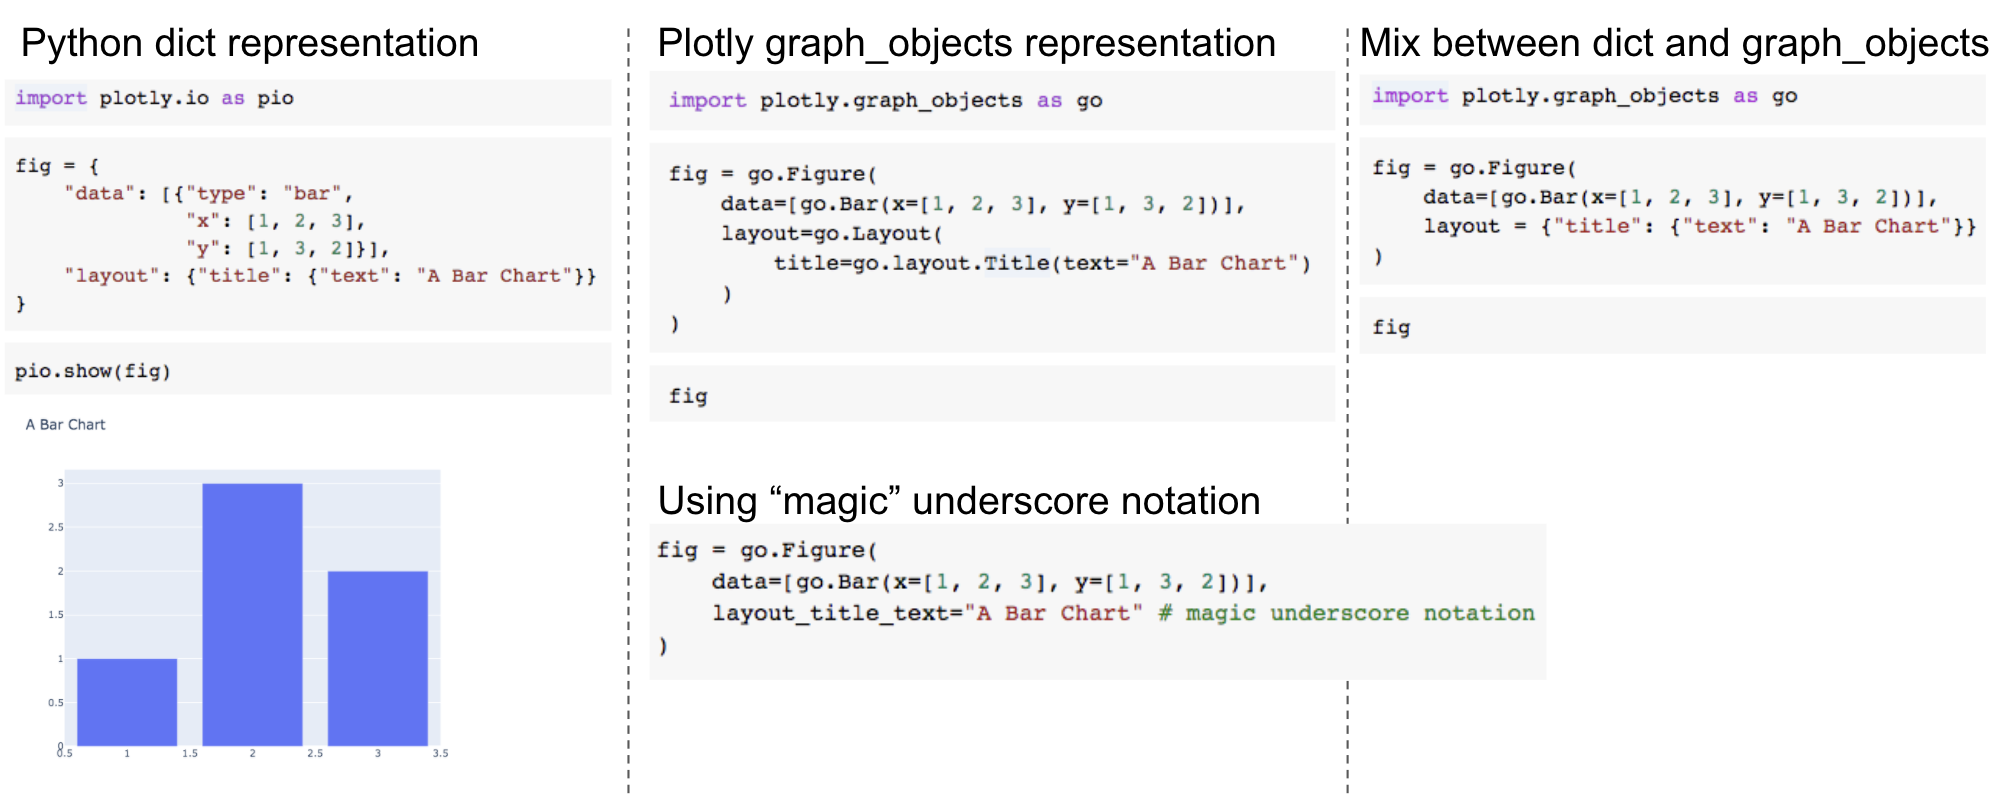 Python dict representation
import plotly.io as pio
fig = {
    "data": [{"type": "bar",
              "x": [1, 2, 3],
              "y": [1, 3, 2]}],
    "layout": {"title": {"text": "A Bar Chart"}}
}
pio.show(fig)
A Bar Chart
3
2.5
2
1.5
1
0.5
0
0.5 1 1.5 2 2.5 3 3.5
Plotly graph_objects representation
import plotly.graph_objects as go
fig = go.Figure(
    data=[go.Bar(x=[1, 2, 3], y=[1, 3, 2])],
    layout=go.Layout(
        title=go.layout.Title(text="A Bar Chart")
    )
)
fig
Using “magic” underscore notation
fig = go.Figure(
    data=[go.Bar(x=[1, 2, 3], y=[1, 3, 2])],
    layout_title_text="A Bar Chart" # magic underscore notation
)
Mix between dict and graph_objects
import plotly.graph_objects as go
fig = go.Figure(
    data=[go.Bar(x=[1, 2, 3], y=[1, 3, 2])],
    layout = {"title": {"text": "A Bar Chart"}}
)
fig